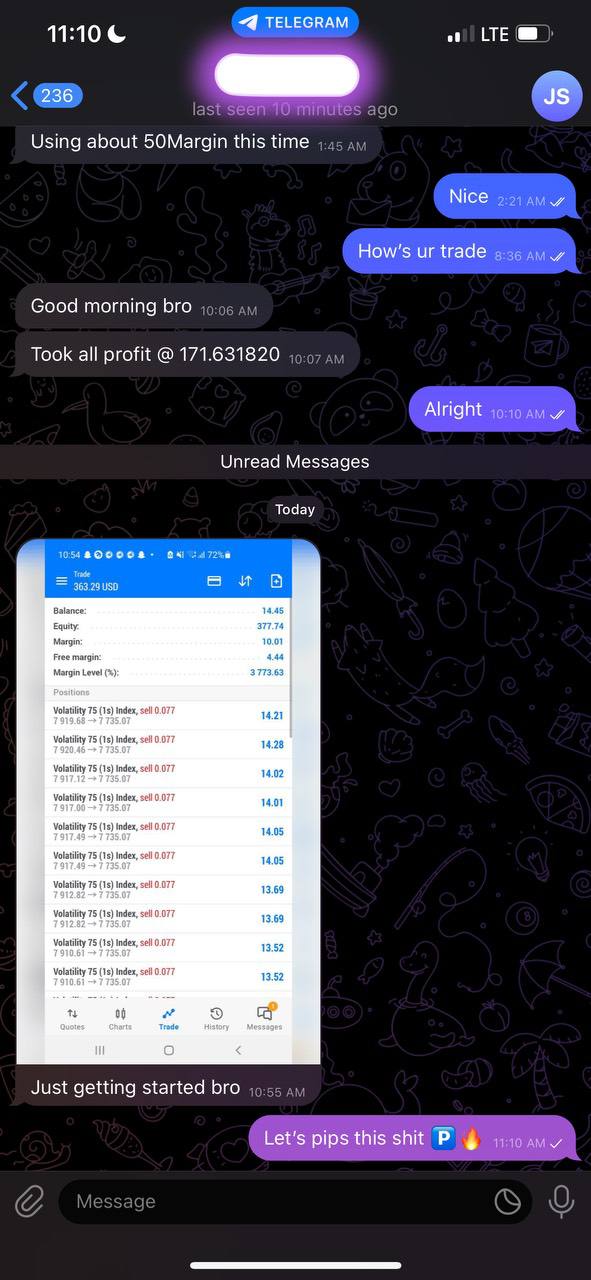 11:10
TELEGRAM
LTE
236
last seen 10 minutes ago
JS
Using about 50Margin this time 1:45 AM
Nice 2:21 AM
How's ur trade 8:36 AM
Good morning bro 10:06 AM
Took all profit @ 171.631820 10:07 AM
Alright 10:10 AM
Unread Messages
Today
10:54 72%
Trade
363.29 USD
Balance: 14.45
Equity: 377.74
Margin: 10.01
Free margin: 4.44
Margin Level (%): 3 773.63
Positions
Volatility 75 (1s) Index, sell 0.077
7 919.68 → 7 735.07 14.21
Volatility 75 (1s) Index, sell 0.077
7 920.46 → 7 735.07 14.28
Volatility 75 (1s) Index, sell 0.077
7 917.12 → 7 735.07 14.02
Volatility 75 (1s) Index, sell 0.077
7 917.00 → 7 735.07 14.01
Volatility 75 (1s) Index, sell 0.077
7 917.49 → 7 735.07 14.05
Volatility 75 (1s) Index, sell 0.077
7 917.49 → 7 735.07 14.05
Volatility 75 (1s) Index, sell 0.077
7 912.82 → 7 735.07 13.69
Volatility 75 (1s) Index, sell 0.077
7 912.82 → 7 735.07 13.69
Volatility 75 (1s) Index, sell 0.077
7 910.61 → 7 735.07 13.52
Volatility 75 (1s) Index, sell 0.077
7 910.61 → 7 735.07 13.52
Quotes Charts Trade History Messages
Just getting started bro 10:55 AM
Let's pips this shit 🅿️🔥 11:10 AM
Message